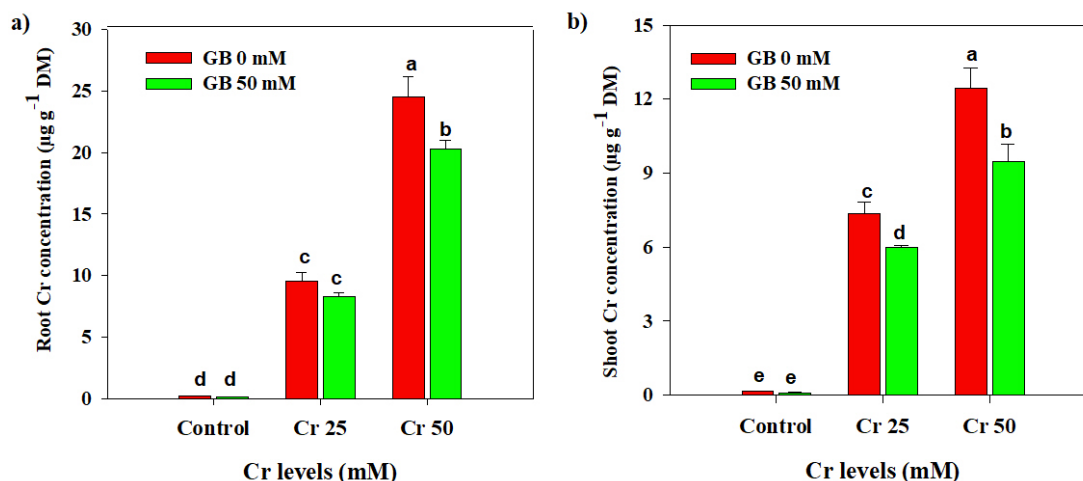 a)
Root Cr concentration (µg g⁻¹ DM)
30
25
20
15
10
5
0
GB 0 mM
GB 50 mM
d d
c c
a
b
Control Cr 25 Cr 50
Cr levels (mM)
b)
Shoot Cr concentration (µg g⁻¹ DM)
15
12
9
6
3
0
GB 0 mM
GB 50 mM
e e
c
d
a
b
Control Cr 25 Cr 50
Cr levels (mM)